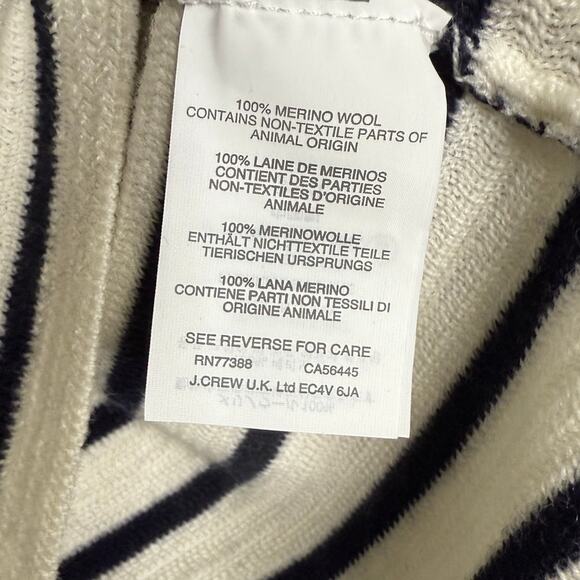 100% MERINO WOOL
CONTAINS NON-TEXTILE PARTS OF
ANIMAL ORIGIN
100% LAINE DE MERINOS
CONTIENT DES PARTIES
NON-TEXTILES D'ORIGINE
ANIMALE
100% MERINOWOLLE
ENTHÄLT NICHTTEXTILE TEILE
TIERISCHEN URSPRUNGS
100% LANA MERINO
CONTIENE PARTI NON TESSILI DI
ORIGINE ANIMALE
SEE REVERSE FOR CARE
RN77388 CA56445
J.CREW U.K. Ltd EC4V 6JA